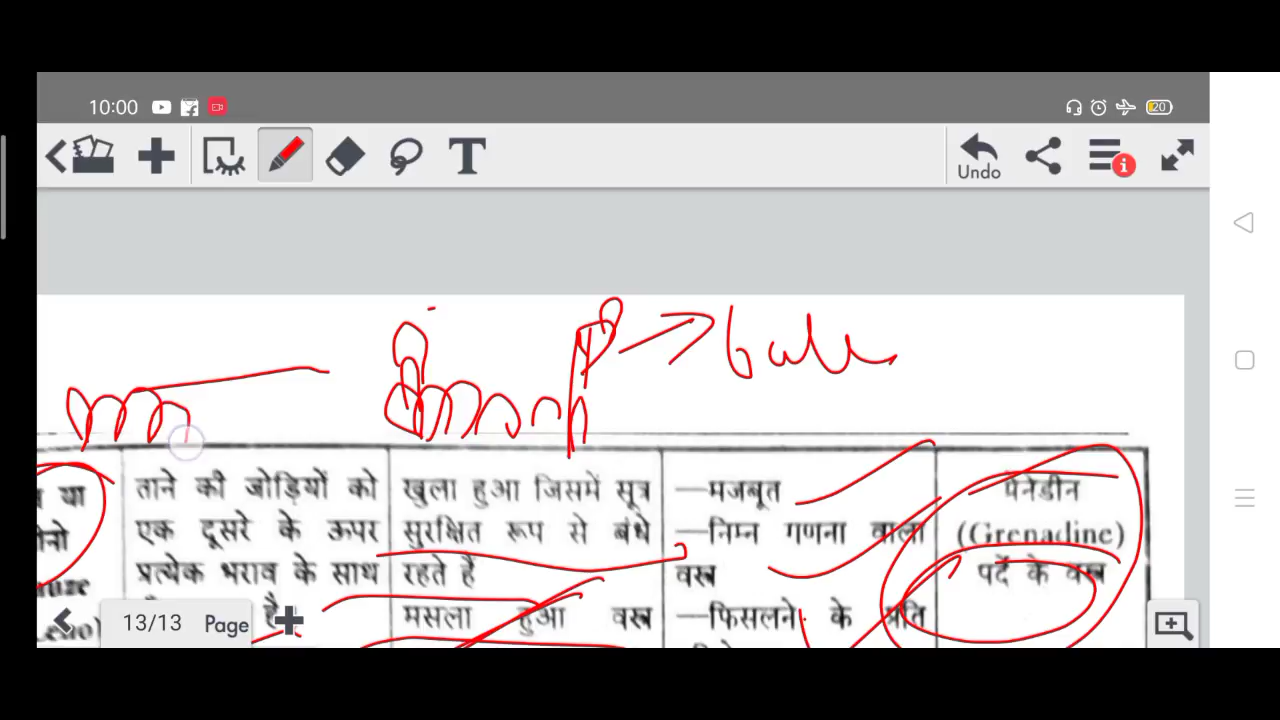 10:00
20
T
Undo
i
या
ताने की जोड़ियों को
एक दूसरे के ऊपर
प्रत्येक भराव के साथ
है
खुला हुआ जिसमें सूत्र
सुरक्षित रूप से बंधे
रहते है
मसला हुआ वस्त्र
—मजबूत
—निम्न गणना वाला
वस्त्र
—फिसलने के प्रति
पेनेडीन
(Grenadine)
पर्दे के वस्त्र
13/13 Page